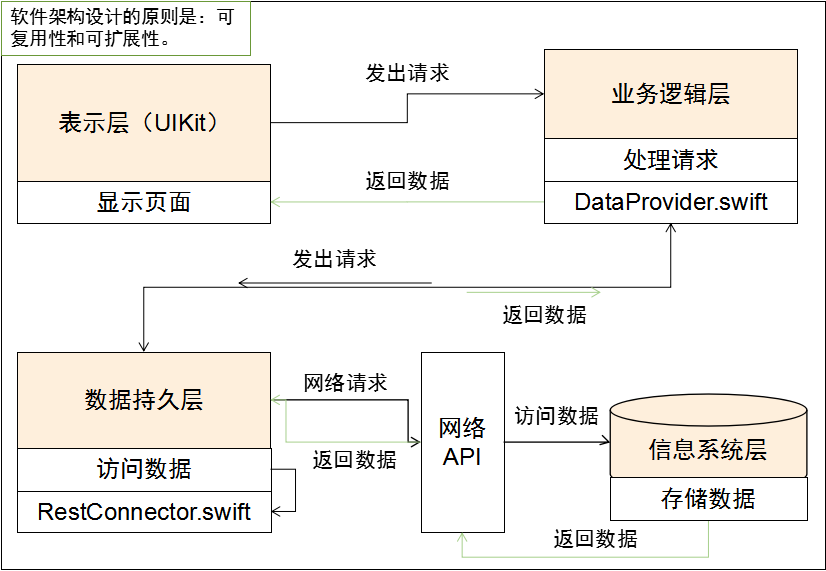 软件架构设计的原则是：可
复用性和可扩展性。
发出请求
表示层（UIKit）
业务逻辑层
处理请求
返回数据
显示页面
DataProvider.swift
发出请求
返回数据
数据持久层
网络请求
访问数据
网络
API
信息系统层
返回数据
访问数据
存储数据
RestConnector.swift
返回数据